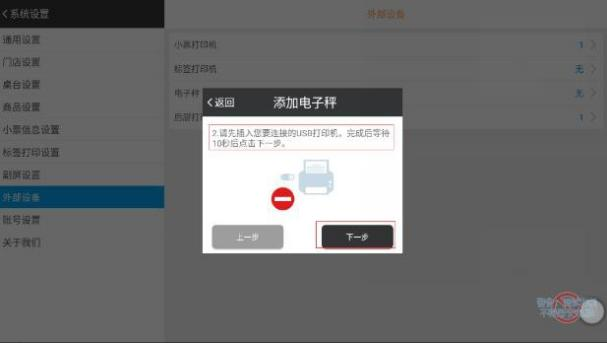 系统设置
外部设备
通用设置
门店设置
桌台设置
商品设置
小票信息设置
标签打印设置
副屏设置
外部设备
账号设置
关于我们
小票打印机 1
标签打印机 无
电子秤 无
后厨打 1
返回 添加电子秤
2.请先插入您要连接的USB打印机。完成后等待
10秒后点击下一步。
上一步 下一步